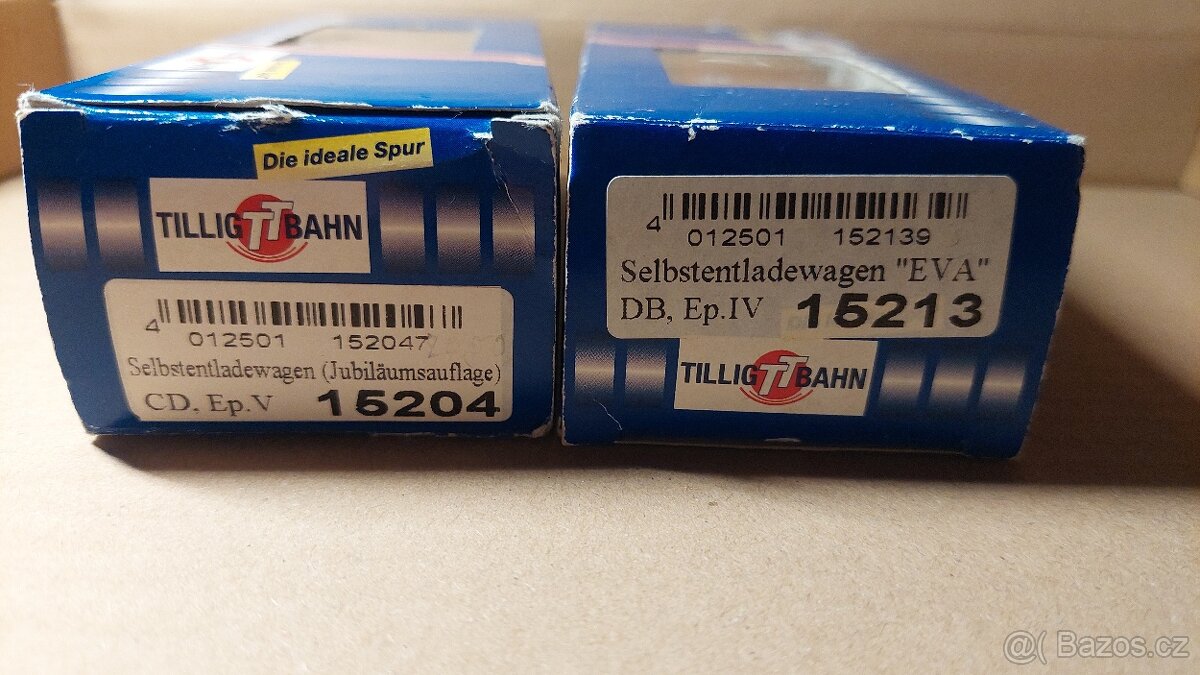 Die ideale Spur
TILLIG TT BAHN
4 012501 152047
Selbstentladewagen (Jubiläumsauflage)
CD, Ep.V 15204
4 012501 152139
Selbstentladewagen "EVA"
DB, Ep.IV 15213
TILLIG TT BAHN
@( Bazos.cz